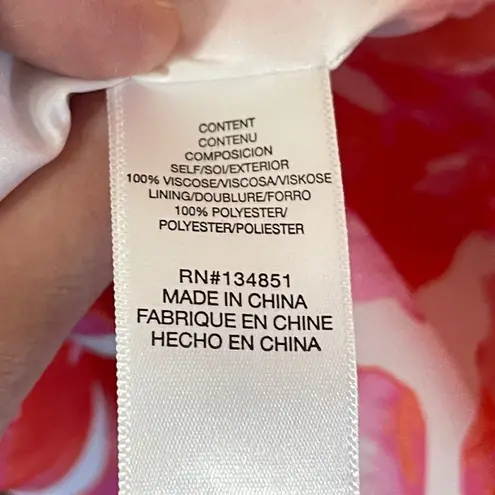 CONTENT
CONTENU
COMPOSICION
SELF/SOI/EXTERIOR
100% VISCOSE/VISCOSA/VISKOSE
LINING/DOUBLURE/FORRO
100% POLYESTER/
POLYESTER/POLIESTER
RN#134851
MADE IN CHINA
FABRIQUE EN CHINE
HECHO EN CHINA